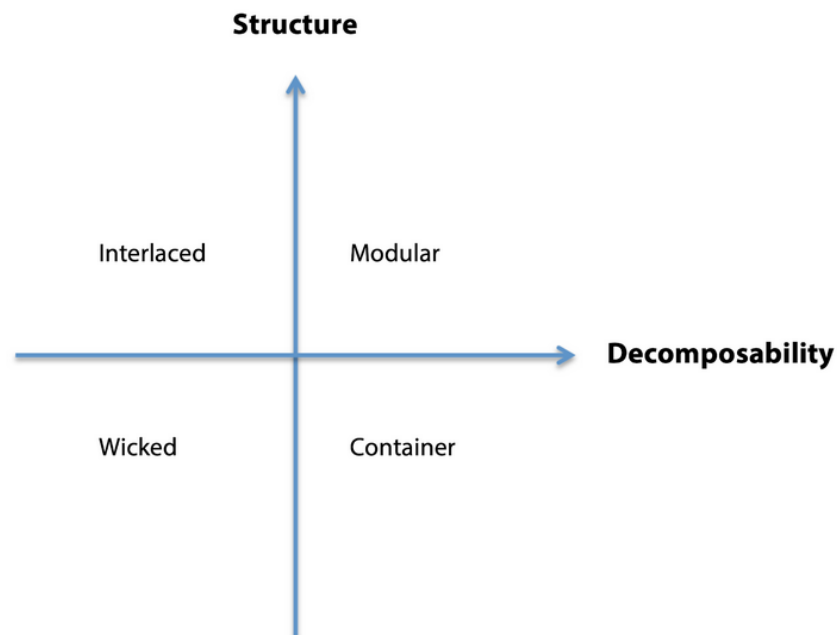 Structure
Interlaced
Modular
Decomposability
Wicked
Container